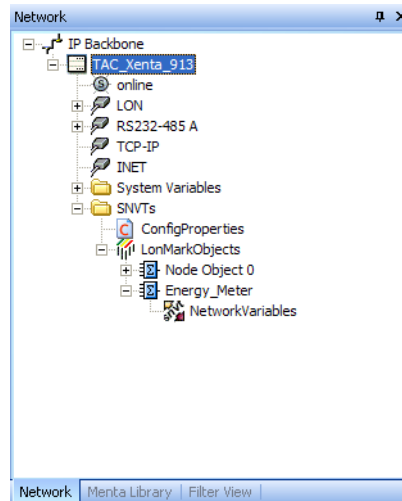 Network
IP Backbone
TAC_Xenta_913
online
LON
RS232-485 A
TCP-IP
INET
System Variables
SNVTs
ConfigProperties
LonMarkObjects
Node Object 0
Energy_Meter
NetworkVariables
Network Menta Library Filter View